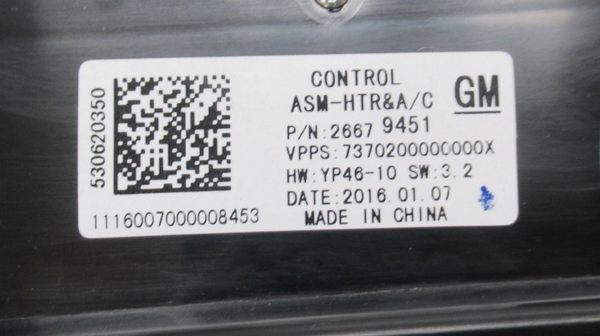 530620350
CONTROL
ASM-HTR&A/C
GM
P/N:2667 9451
VPPS:7370200000000X
HW:YP46-10 SW:3.2
DATE:2016.01.07
1116007000008453
MADE IN CHINA